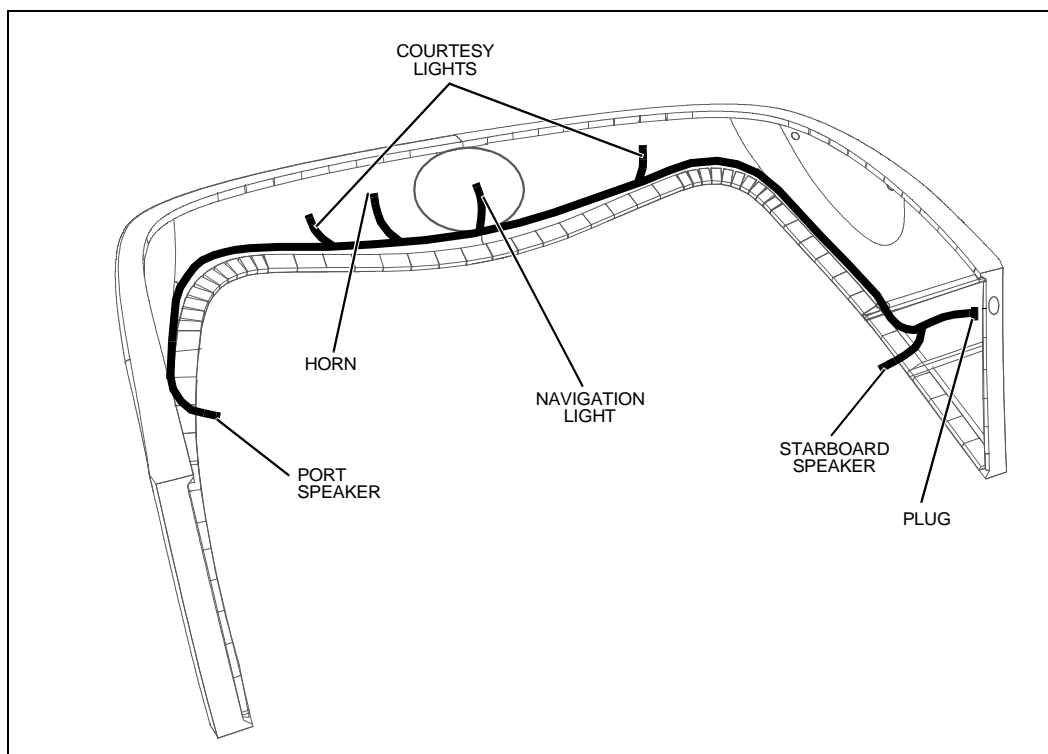 COURTESY
LIGHTS
HORN
NAVIGATION
LIGHT
STARBOARD
SPEAKER
PORT
SPEAKER
PLUG